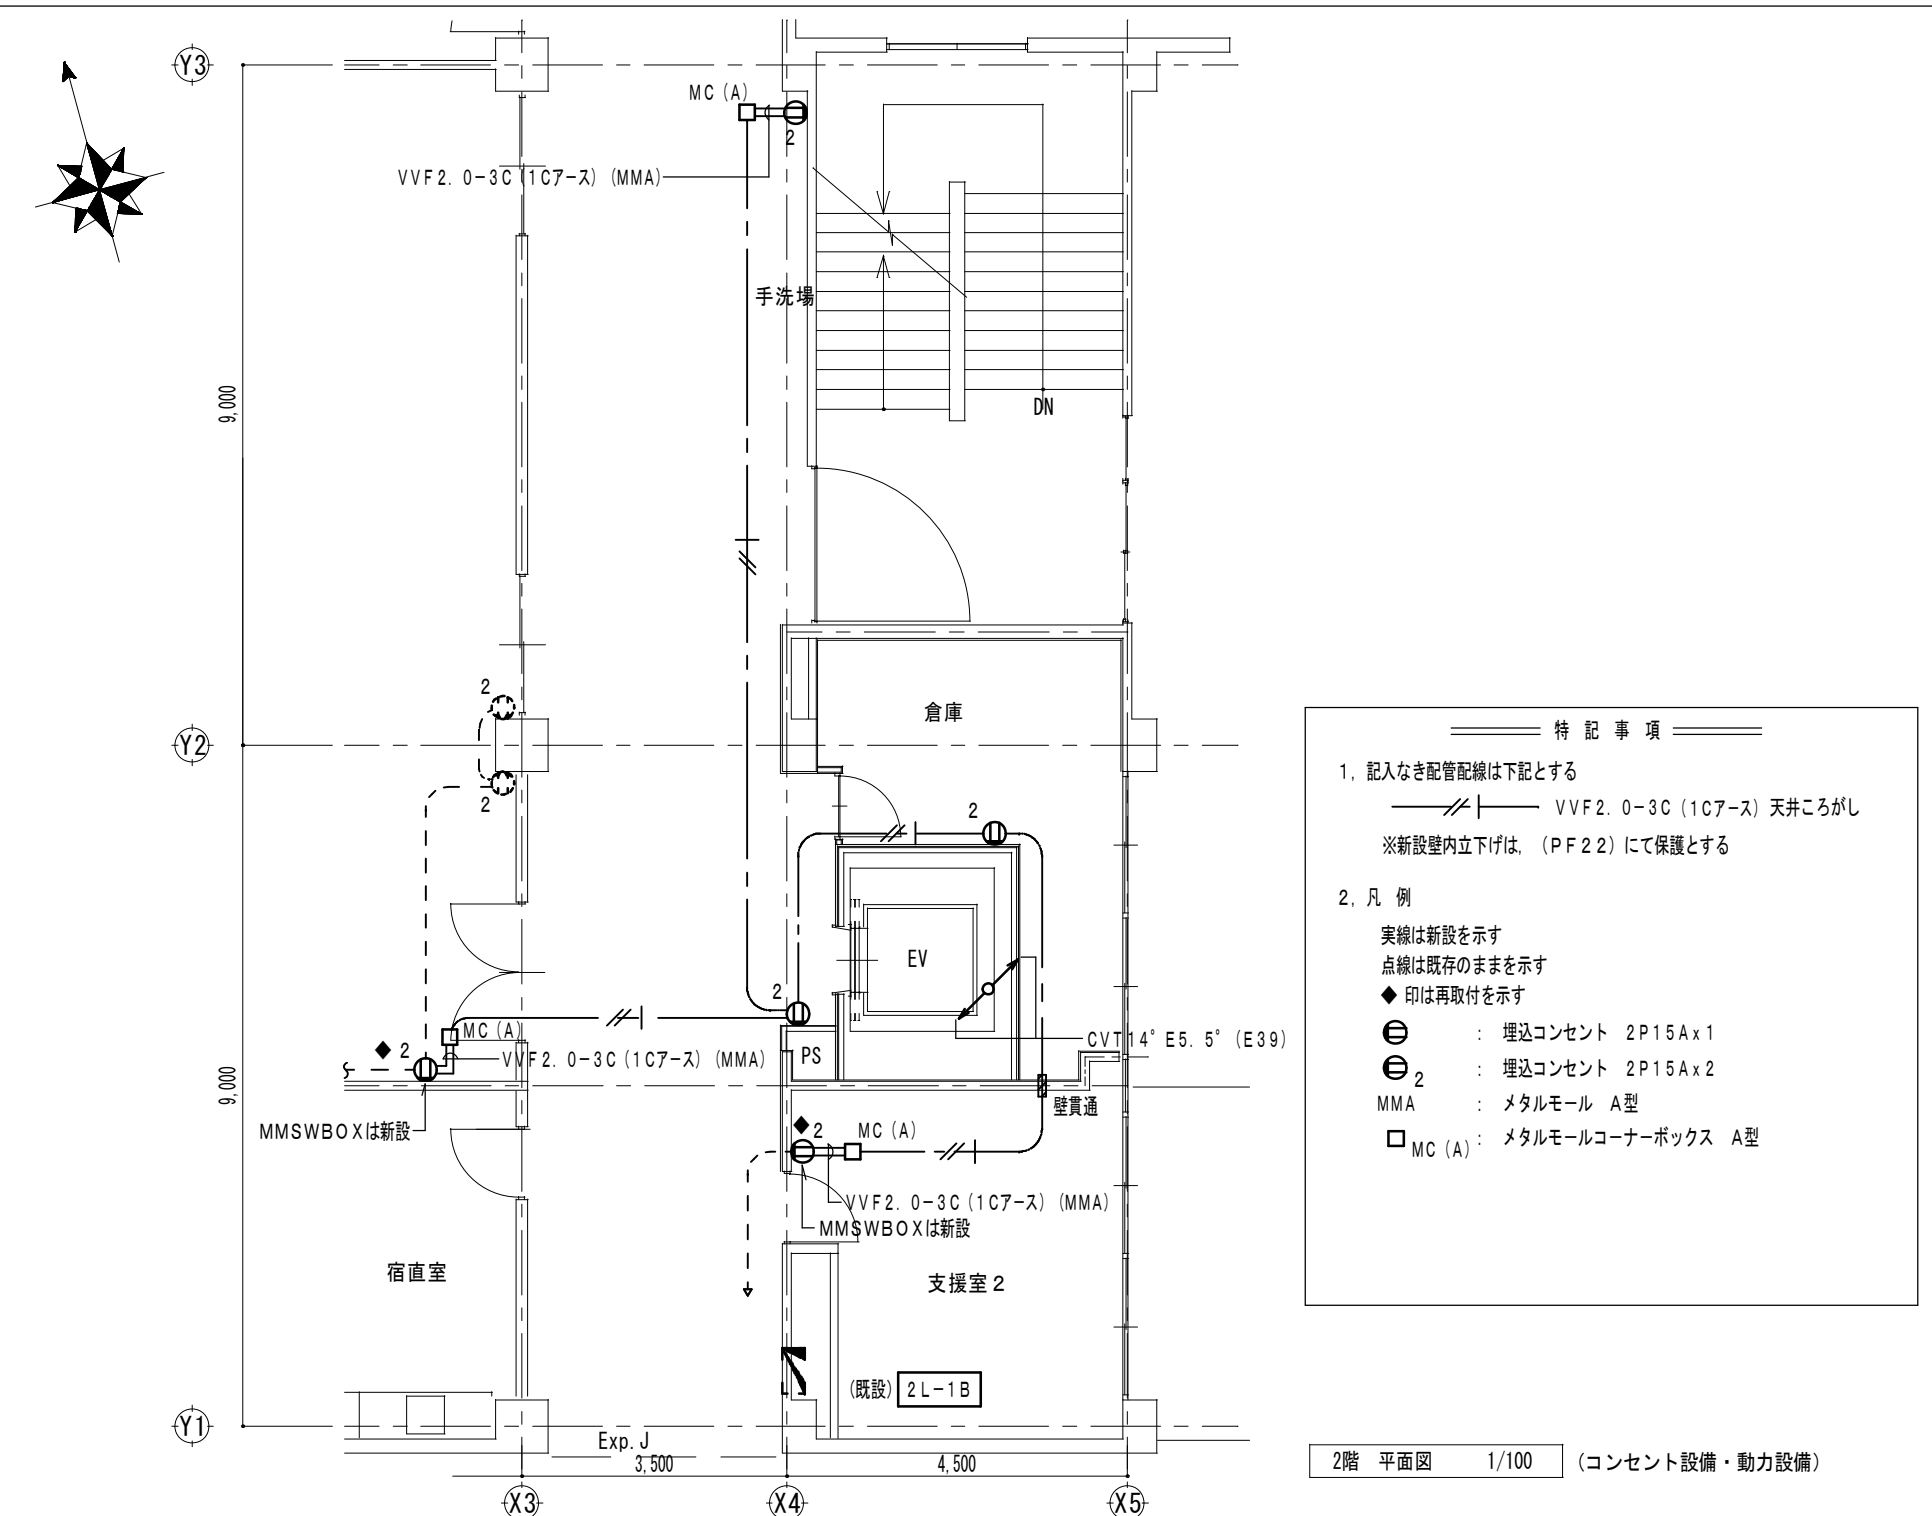 Y3
MC(A)
2
VVF2.0-3C(1Cアース)(MMA)
手洗場
9,000
DN
2
倉庫
Y2
2
2
EV
2
MC(A)
◆ 2
VVF2.0-3C(1Cアース)(MMA)
PS
CVT14°E5.5°(E39)
9,000
壁貫通
MMSWBOXは新設
◆ 2
MC(A)
VVF2.0-3C(1Cアース)(MMA)
MMSWBOXは新設
宿直室
支援室2
(既設) 2L-1B
Y1
Exp.J
3,500
4,500
X3
X4
X5
特 記 事 項
1, 記入なき配管配線は下記とする
VVF2.0-3C(1Cアース)天井ころがし
※新設壁内立下げは,(PF22)にて保護とする
2, 凡 例
実線は新設を示す
点線は既存のままを示す
◆ 印は再取付を示す
: 埋込コンセント 2P15Ax1
2 : 埋込コンセント 2P15Ax2
MMA : メタルモール A型
MC(A) : メタルモールコーナーボックス A型
2階 平面図 1/100 (コンセント設備・動力設備)